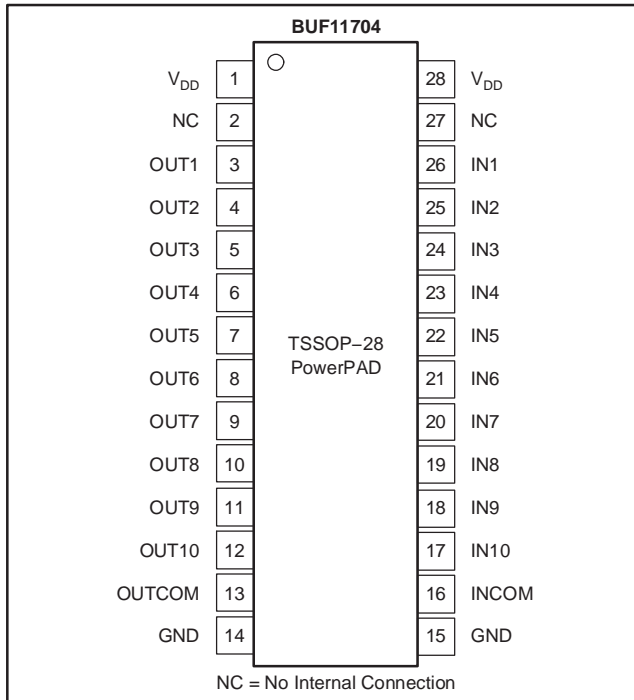 BUF11704
V_DD 1 28 V_DD
NC 2 27 NC
OUT1 3 26 IN1
OUT2 4 25 IN2
OUT3 5 24 IN3
OUT4 6 23 IN4
OUT5 7 22 IN5
OUT6 8 21 IN6
OUT7 9 20 IN7
OUT8 10 19 IN8
OUT9 11 18 IN9
OUT10 12 17 IN10
OUTCOM 13 16 INCOM
GND 14 15 GND
TSSOP–28
PowerPAD
NC = No Internal Connection